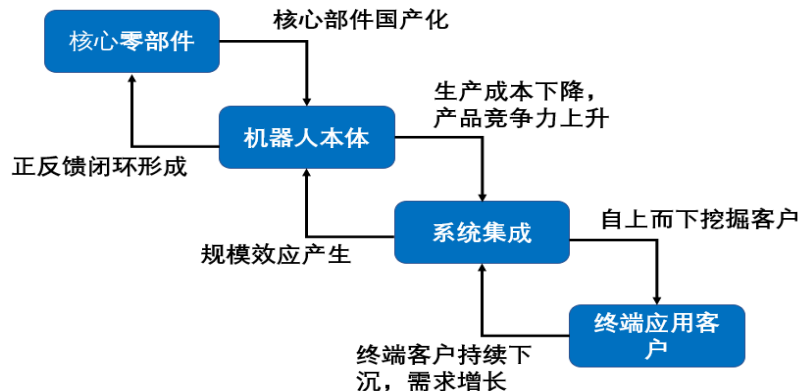 核心零部件
核心部件国产化
机器人本体
生产成本下降，
产品竞争力上升
正反馈闭环形成
系统集成
自上而下挖掘客户
规模效应产生
终端应用客
户
终端客户持续下
沉，需求增长